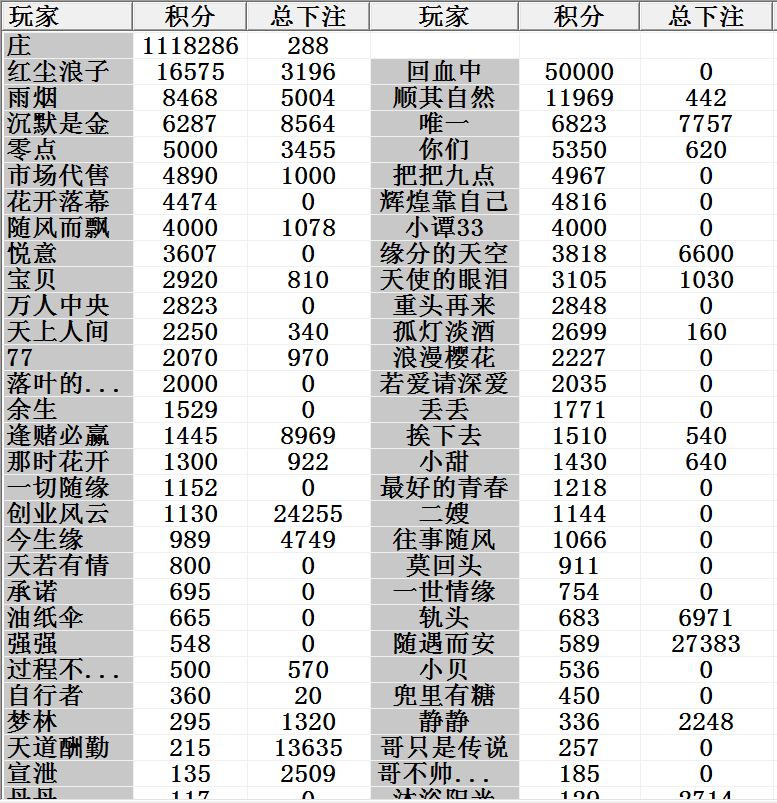 玩家 积分 总下注 玩家 积分 总下注
庄 1118286 288
红尘浪子 16575 3196 回血中 50000 0
雨烟 8468 5004 顺其自然 11969 442
沉默是金 6287 8564 唯一 6823 7757
零点 5000 3455 你们 5350 620
市场代售 4890 1000 把把九点 4967 0
花开落幕 4474 0 辉煌靠自己 4816 0
随风而飘 4000 1078 小谭33 4000 0
悦意 3607 0 缘分的天空 3818 6600
宝贝 2920 810 天使的眼泪 3105 1030
万人中央 2823 0 重头再来 2848 0
天上人间 2250 340 孤灯淡酒 2699 160
77 2070 970 浪漫樱花 2227 0
落叶的... 2000 0 若爱请深爱 2035 0
余生 1529 0 丢丢 1771 0
逢赌必赢 1445 8969 挨下去 1510 540
那时花开 1300 922 小甜 1430 640
一切随缘 1152 0 最好的青春 1218 0
创业风云 1130 24255 二嫂 1144 0
今生缘 989 4749 往事随风 1066 0
天若有情 800 0 莫回头 911 0
承诺 695 0 一世情缘 754 0
油纸伞 665 0 轨头 683 6971
强强 548 0 随遇而安 589 27383
过程不... 500 570 小贝 536 0
自行者 360 20 兜里有糖 450 0
梦林 295 1320 静静 336 2248
天道酬勤 215 13635 哥只是传说 257 0
宣泄 135 2509 哥不帅... 185 0
丹丹 117 0 沐浴阳光 129 2714